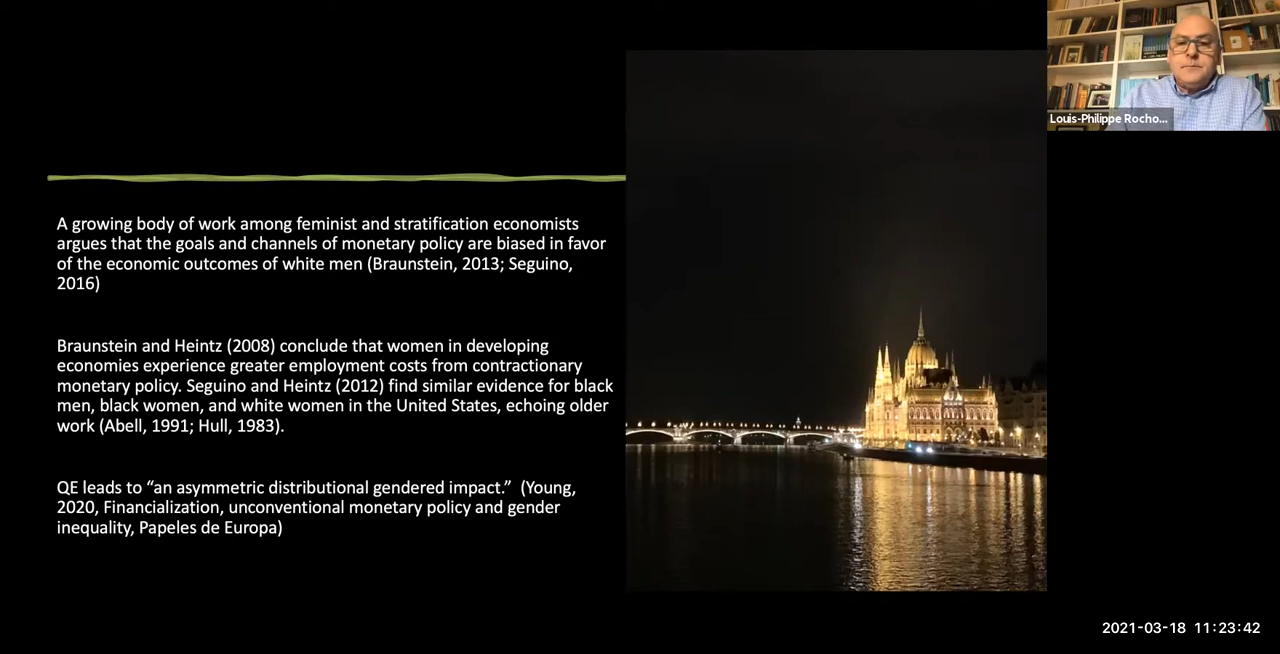 Louis-Philippe Rocho...
A growing body of work among feminist and stratification economists
argues that the goals and channels of monetary policy are biased in favor
of the economic outcomes of white men (Braunstein, 2013; Seguino,
2016)
Braunstein and Heintz (2008) conclude that women in developing
economies experience greater employment costs from contractionary
monetary policy. Seguino and Heintz (2012) find similar evidence for black
men, black women, and white women in the United States, echoing older
work (Abell, 1991; Hull, 1983).
QE leads to “an asymmetric distributional gendered impact.”  (Young,
2020, Financialization, unconventional monetary policy and gender
inequality, Papeles de Europa)
2021-03-18 11:23:42